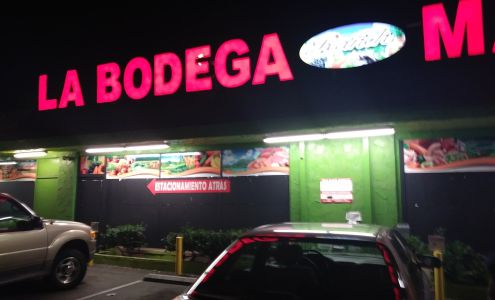 LA BODEGA
M
ESTACIONAMIENTO ATRAS